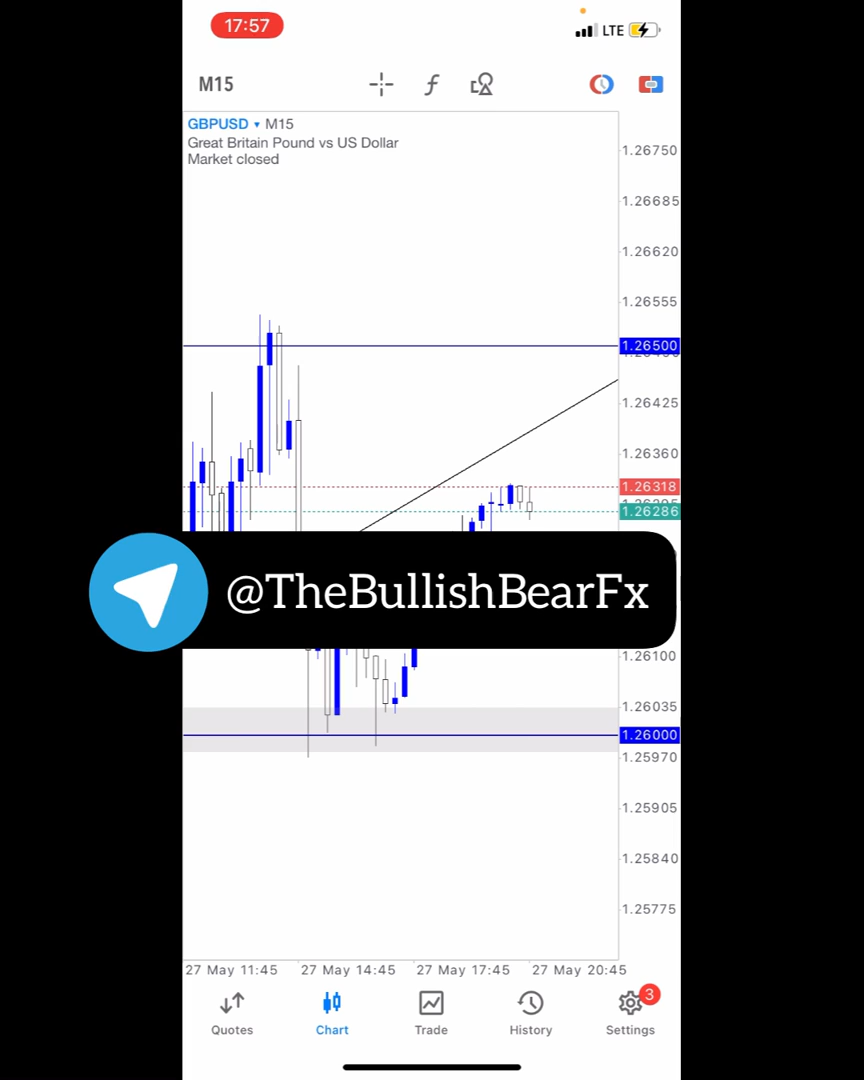 17:57
LTE
M15
GBPUSD ▾ M15
Great Britain Pound vs US Dollar
Market closed
1.26750
1.26685
1.26620
1.26555
1.26500
1.26425
1.26360
1.26318
1.26286
@TheBullishBearFx
1.26100
1.26035
1.26000
1.25970
1.25905
1.25840
1.25775
27 May 11:45 27 May 14:45 27 May 17:45 27 May 20:45
3
Quotes Chart Trade History Settings